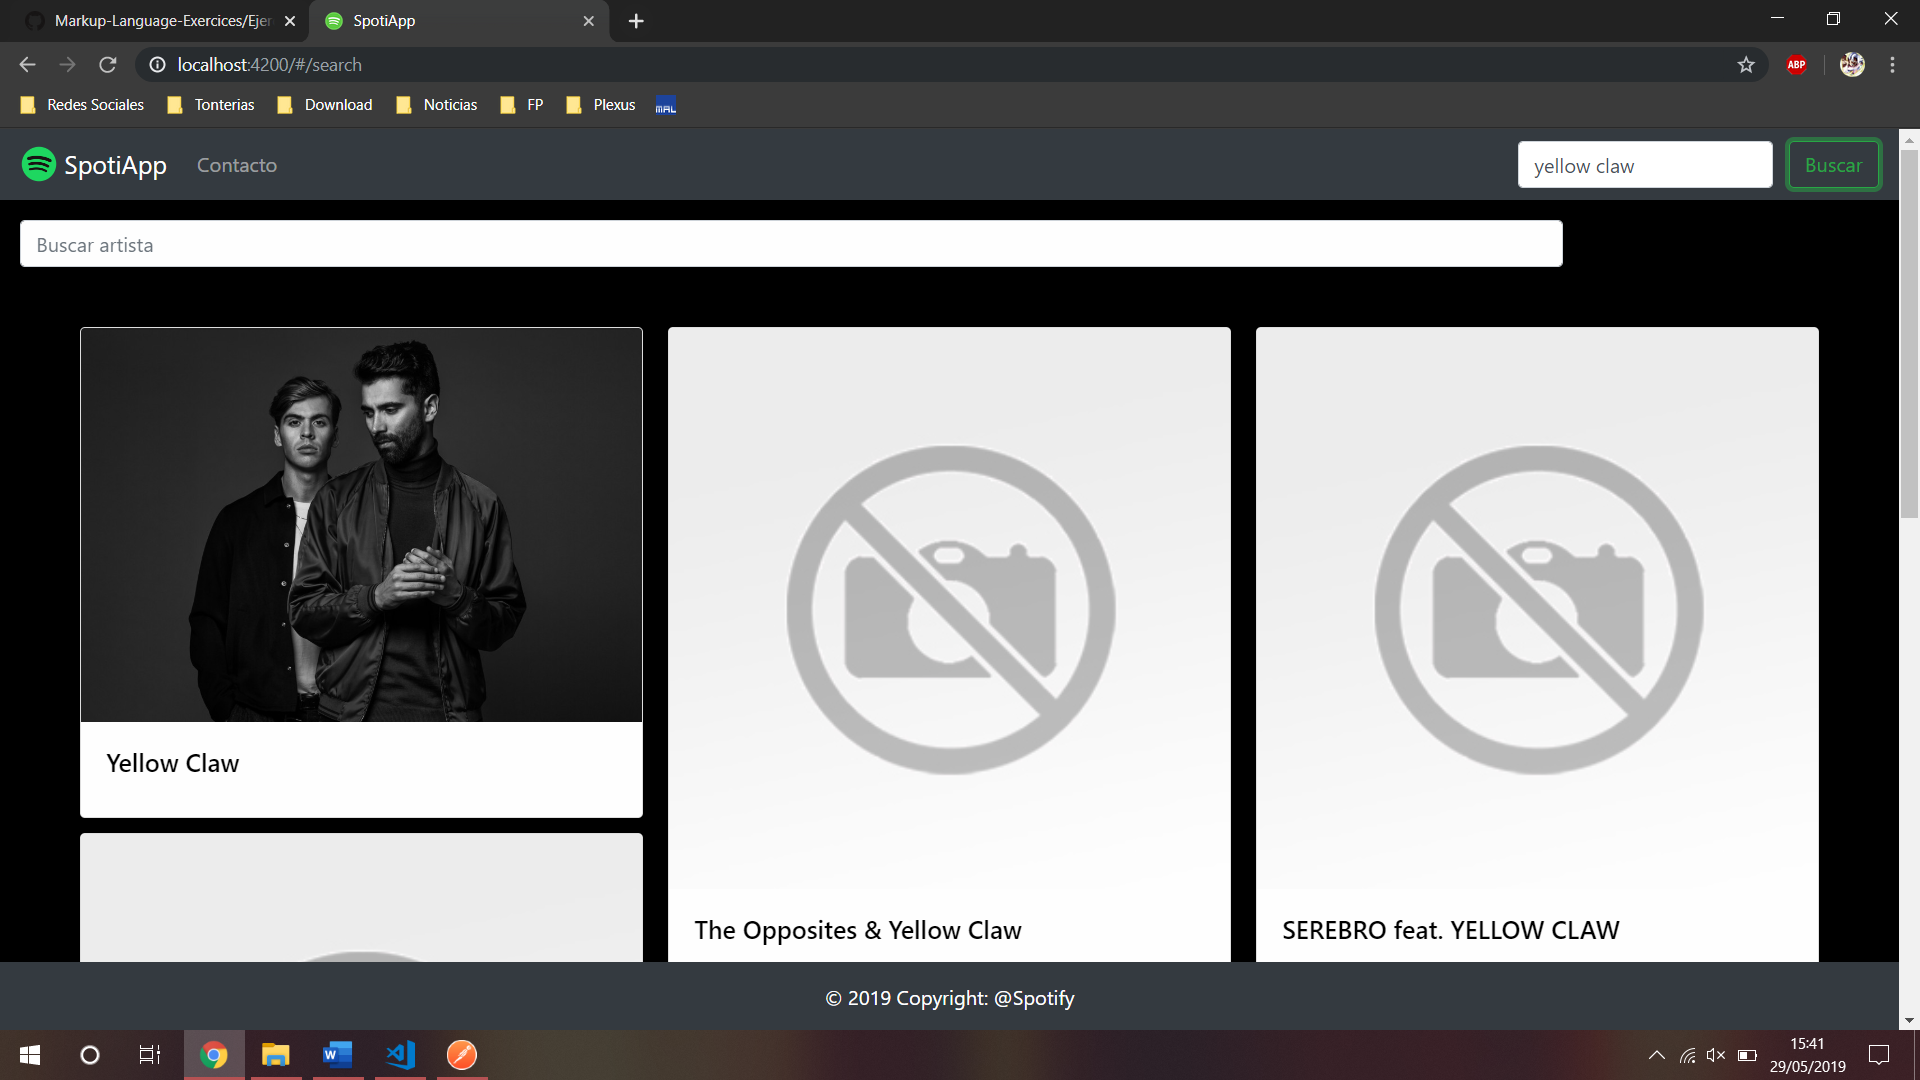 Markup-Language-Exercices/Ejer
SpotiApp
localhost:4200/#/search
ABP
Redes Sociales
Tonterias
Download
Noticias
FP
Plexus
MAL
SpotiApp
Contacto
yellow claw
Buscar
Buscar artista
Yellow Claw
The Opposites & Yellow Claw
SEREBRO feat. YELLOW CLAW
© 2019 Copyright: @Spotify
W
15:41
29/05/2019